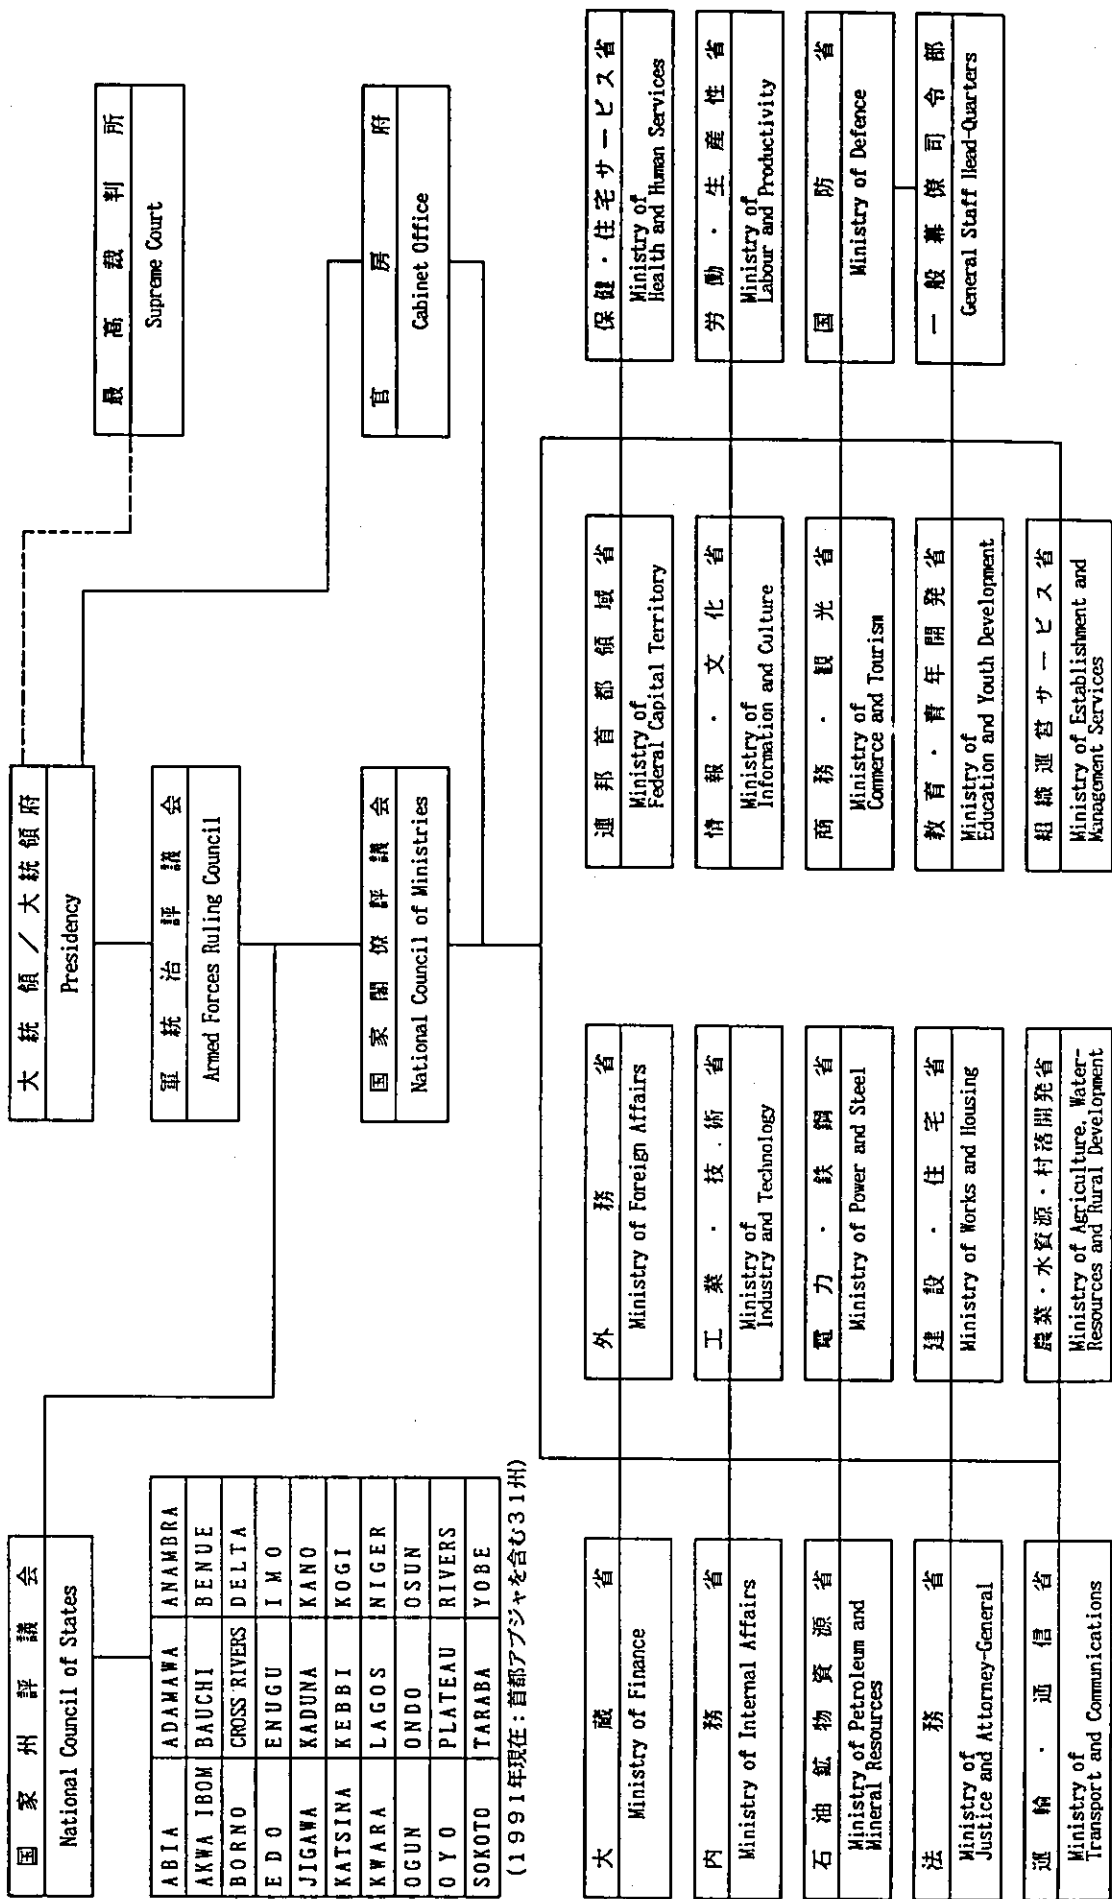 国家州評議会
National Council of States
ABIA ADAMAWA ANAMBRA
AKWA IBOM BAUCHI BENUE
BORNO CROSS RIVERS DELTA
EDO ENUGU IMO
JIGAWA KADUNA KANO
KATSINA KEBBI KOGI
KWARA LAGOS NIGER
OGUN ONDO OSUN
OYO PLATEAU RIVERS
SOKOTO TARABA YOBE
(1991年現在：首都アブジャを含む31州)
大統領／大統領府
Presidency
軍統治評議会
Armed Forces Ruling Council
国家閣僚評議会
National Council of Ministries
最高裁判所
Supreme Court
官房府
Cabinet Office
大蔵省
Ministry of Finance
外務省
Ministry of Foreign Affairs
連邦首都領域省
Ministry of
Federal Capital Territory
保健・住宅サービス省
Ministry of
Health and Human Services
内務省
Ministry of Internal Affairs
工業・技術省
Ministry of
Industry and Technology
情報・文化省
Ministry of
Information and Culture
労働・生産性省
Ministry of
Labour and Productivity
石油鉱物資源省
Ministry of Petroleum and
Mineral Resources
電力・鉄鋼省
Ministry of Power and Steel
商務・観光省
Ministry of
Commerce and Tourism
国防省
Ministry of Defence
法務省
Ministry of
Justice and Attorney-General
建設・住宅省
Ministry of Works and Housing
教育・青年開発省
Ministry of
Education and Youth Development
一般幕僚司令部
General Staff Head-Quarters
運輸・通信省
Ministry of
Transport and Communications
農業・水資源・村落開発省
Ministry of Agriculture, Water-
Resources and Rural Development
組織運営サービス省
Ministry of Establishment and
Management Services